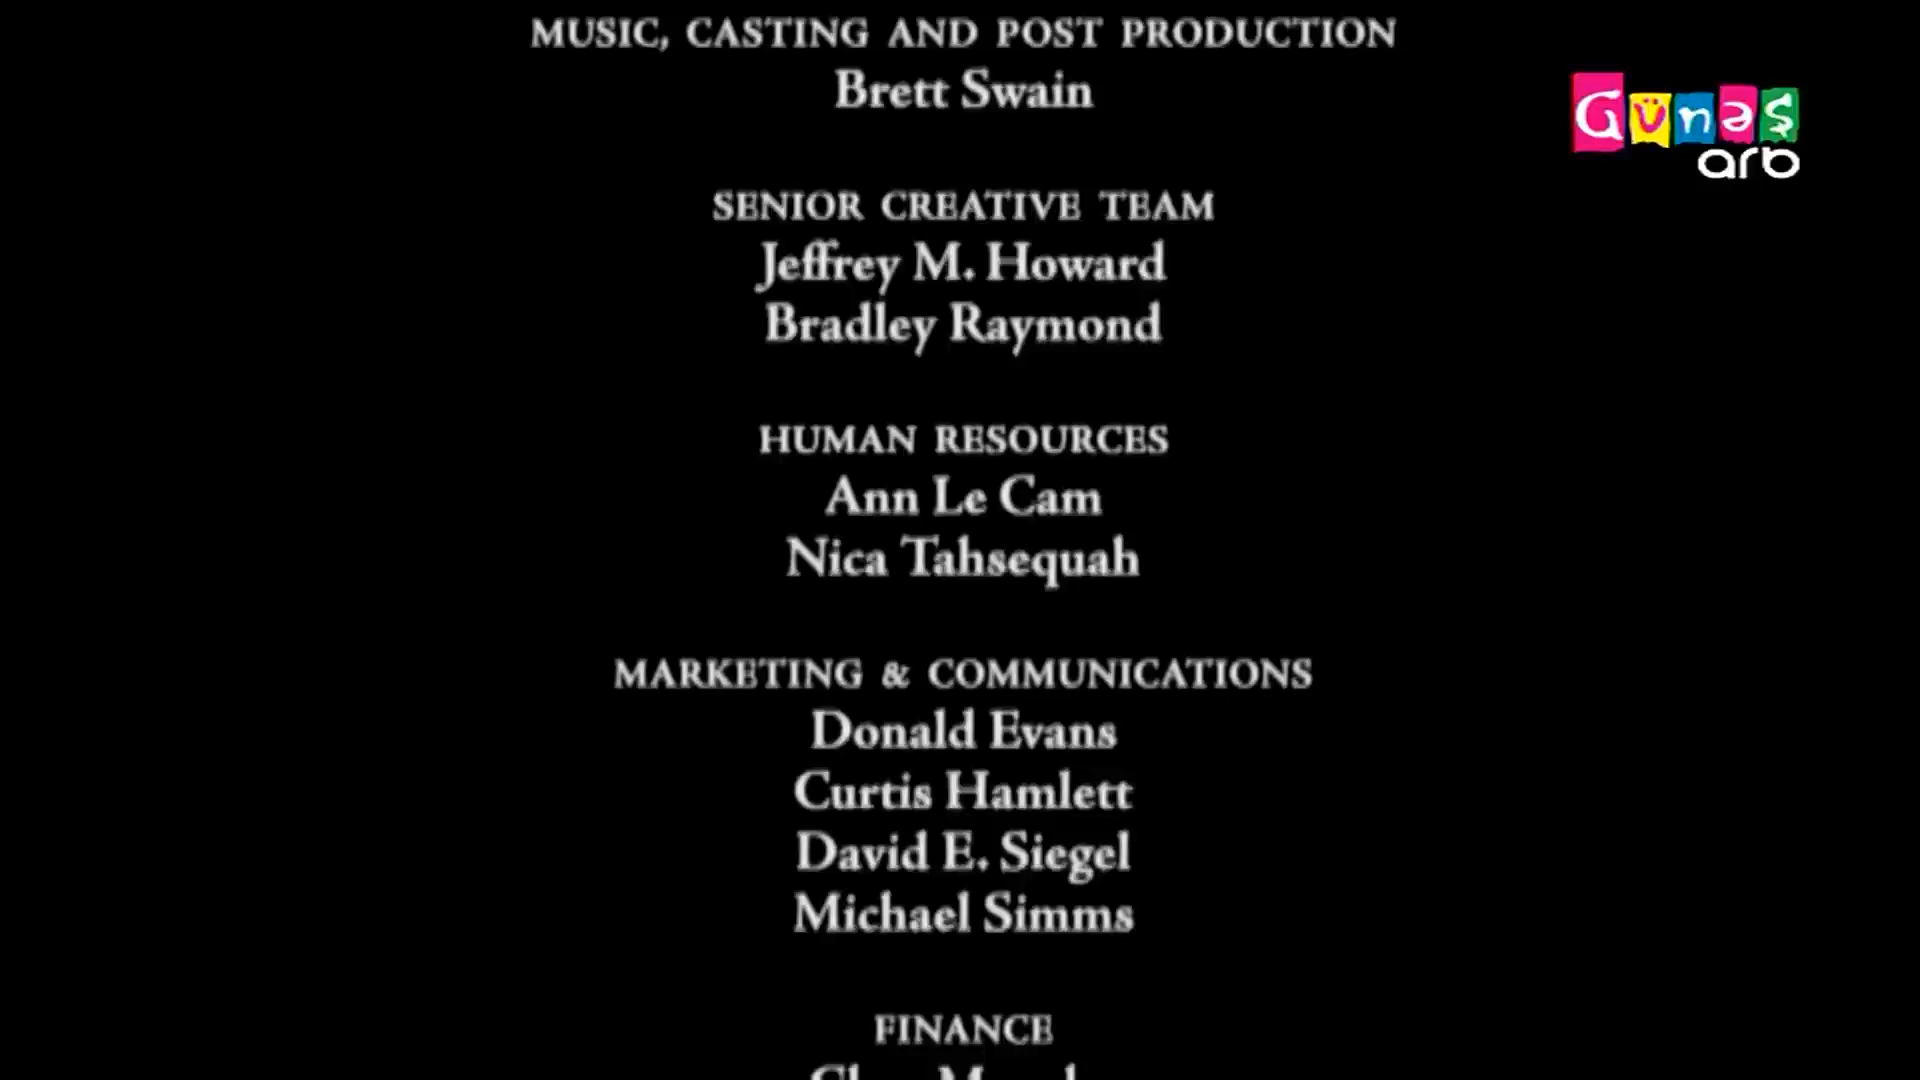 MUSIC, CASTING AND POST PRODUCTION
Brett Swain
Günəş
arb
SENIOR CREATIVE TEAM
Jeffrey M. Howard
Bradley Raymond
HUMAN RESOURCES
Ann Le Cam
Nica Tahsequah
MARKETING & COMMUNICATIONS
Donald Evans
Curtis Hamlett
David E. Siegel
Michael Simms
FINANCE